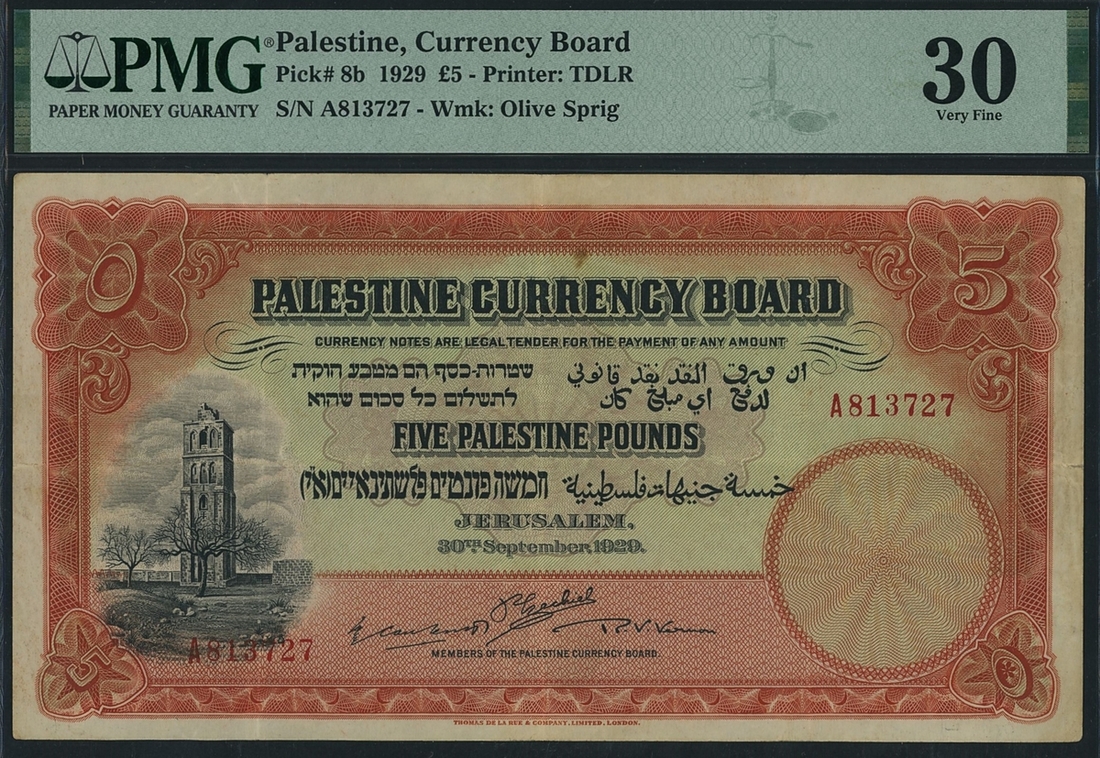 PMG®
PAPER MONEY GUARANTY
Palestine, Currency Board
Pick# 8b 1929 £5 - Printer: TDLR
S/N A813727 - Wmk: Olive Sprig
30
Very Fine
٥ 5
PALESTINE CURRENCY BOARD
CURRENCY NOTES ARE LEGAL TENDER FOR THE PAYMENT OF ANY AMOUNT
שטרות-כסף הם מטבע חוקית
לתשלום כל סכום שהוא
ان ورق النقد نقد قانوني
لدفع اي مبلغ كان
A813727
FIVE PALESTINE POUNDS
חמשה פונטים פלשתינאיים (א״י)
خمسة جنيهات فلسطينية
JERUSALEM,
30TH September, 1929.
A813727
MEMBERS OF THE PALESTINE CURRENCY BOARD.
5 ٥
THOMAS DE LA RUE & COMPANY, LIMITED, LONDON.